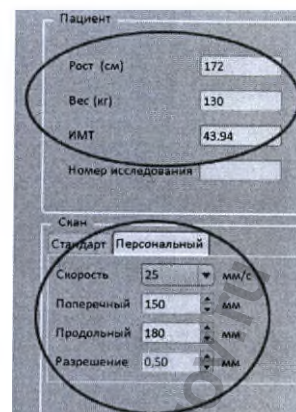 Пациент
Рост (см) 172
Вес (кг) 130
ИМТ 43.94
Номер исследования
Скан
Стандарт Персональный
Скорость 25 мм/с
Поперечный 150 мм
Продольный 180 мм
Разрешение 0,50 мм